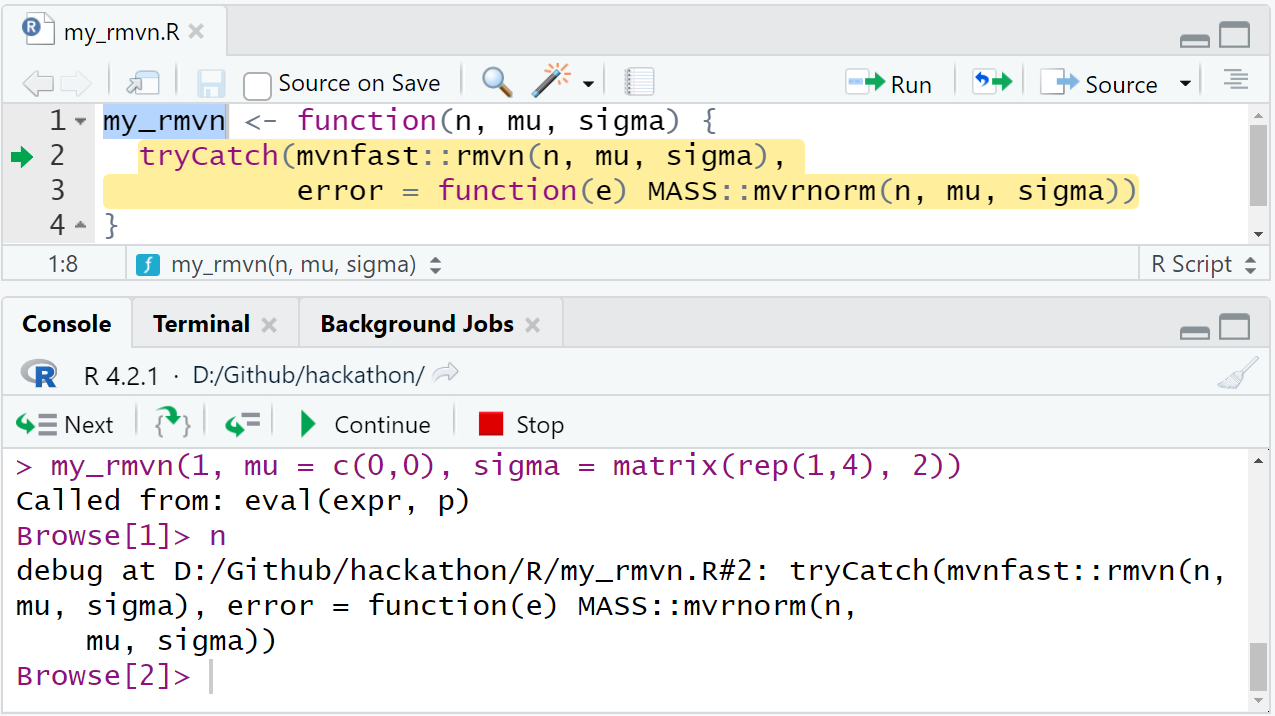 my_rmvn.R
Source on Save
Run
Source
1 my_rmvn <- function(n, mu, sigma) {
2   tryCatch(mvnfast::rmvn(n, mu, sigma),
3            error = function(e) MASS::mvrnorm(n, mu, sigma))
4 }
1:8 my_rmvn(n, mu, sigma) R Script
Console Terminal Background Jobs
R 4.2.1 · D:/Github/hackathon/
Next Continue Stop
> my_rmvn(1, mu = c(0,0), sigma = matrix(rep(1,4), 2))
Called from: eval(expr, p)
Browse[1]> n
debug at D:/Github/hackathon/R/my_rmvn.R#2: tryCatch(mvnfast::rmvn(n,
mu, sigma), error = function(e) MASS::mvrnorm(n,
    mu, sigma))
Browse[2]>